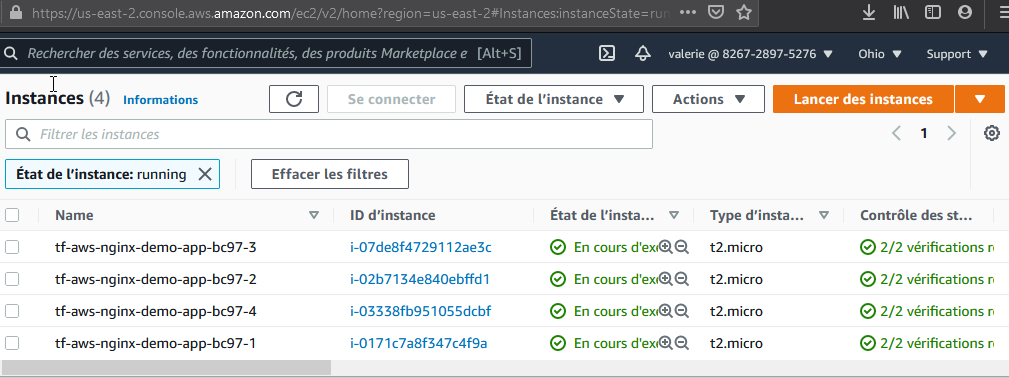 https://us-east-2.console.aws.amazon.com/ec2/v2/home?region=us-east-2#Instances:instanceState=run
Rechercher des services, des fonctionnalités, des produits Marketplace e [Alt+S] valerie @ 8267-2897-5276 Ohio Support
Instances (4) Informations Se connecter État de l'instance Actions Lancer des instances
Filtrer les instances 1
État de l'instance: running Effacer les filtres
Name ID d'instance État de l'insta... Type d'insta... Contrôle des st...
tf-aws-nginx-demo-app-bc97-3 i-07de8f4729112ae3c En cours d'exé t2.micro 2/2 vérifications r
tf-aws-nginx-demo-app-bc97-2 i-02b7134e840ebffd1 En cours d'exé t2.micro 2/2 vérifications r
tf-aws-nginx-demo-app-bc97-4 i-03338fb951055dcbf En cours d'exé t2.micro 2/2 vérifications r
tf-aws-nginx-demo-app-bc97-1 i-0171c7a8f347c4f9a En cours d'exé t2.micro 2/2 vérifications r